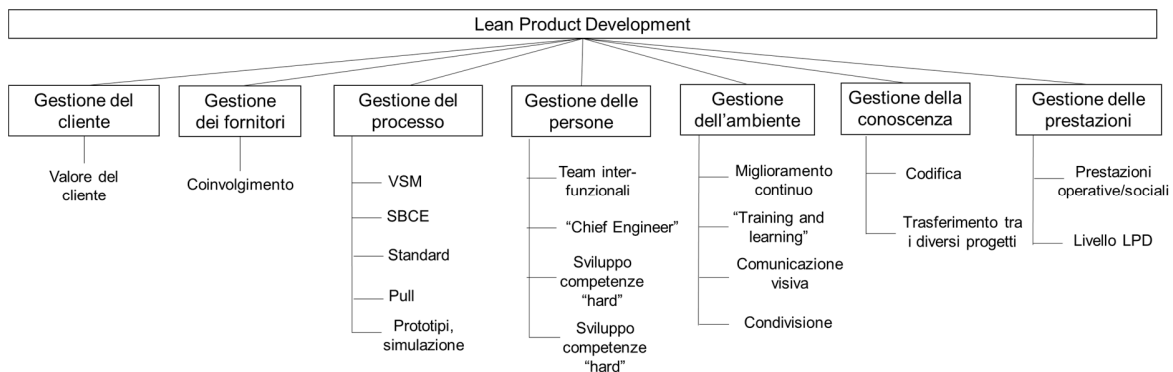 Lean Product Development
Gestione del
cliente
Valore del
cliente
Gestione
dei fornitori
Coinvolgimento
Gestione del
processo
VSM
SBCE
Standard
Pull
Prototipi,
simulazione
Gestione delle
persone
Team inter-
funzionali
“Chief Engineer”
Sviluppo
competenze
“hard”
Sviluppo
competenze
“hard”
Gestione
dell’ambiente
Miglioramento
continuo
“Training and
learning”
Comunicazione
visiva
Condivisione
Gestione della
conoscenza
Codifica
Trasferimento tra
i diversi progetti
Gestione delle
prestazioni
Prestazioni
operative/sociali
Livello LPD